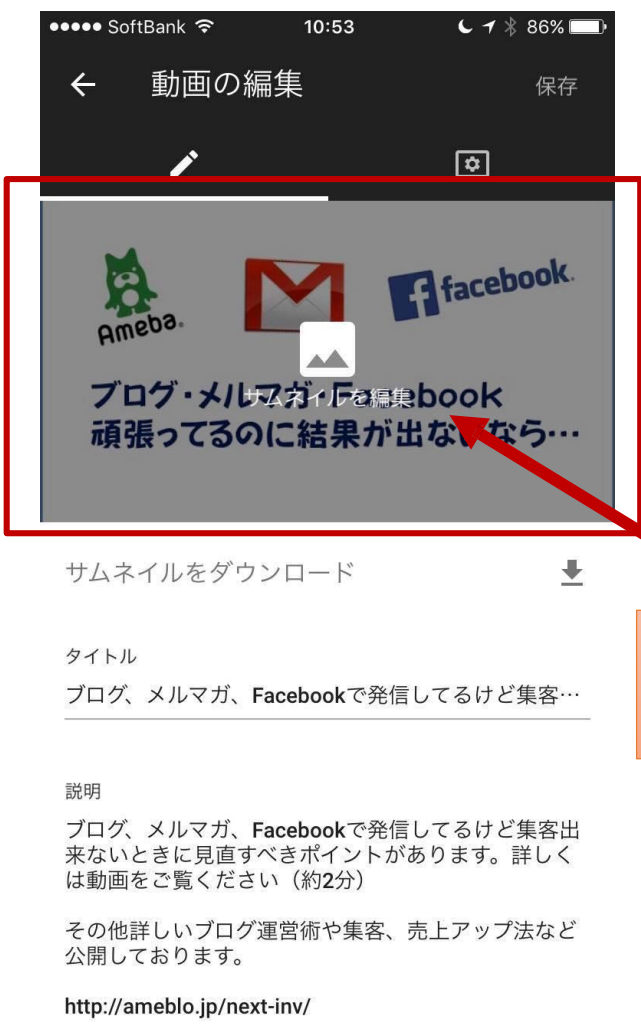 ●●●●● SoftBank 10:53 86%
動画の編集 保存
Ameba.
facebook.
サムネイルを編集
ブログ・メルマガ・Facebook
頑張ってるのに結果が出ないなら…
サムネイルをダウンロード
タイトル
ブログ、メルマガ、Facebookで発信してるけど集客…
説明
ブログ、メルマガ、Facebookで発信してるけど集客出
来ないときに見直すべきポイントがあります。詳しく
は動画をご覧ください（約2分）
その他詳しいブログ運営術や集客、売上アップ法など
公開しております。
http://ameblo.jp/next-inv/